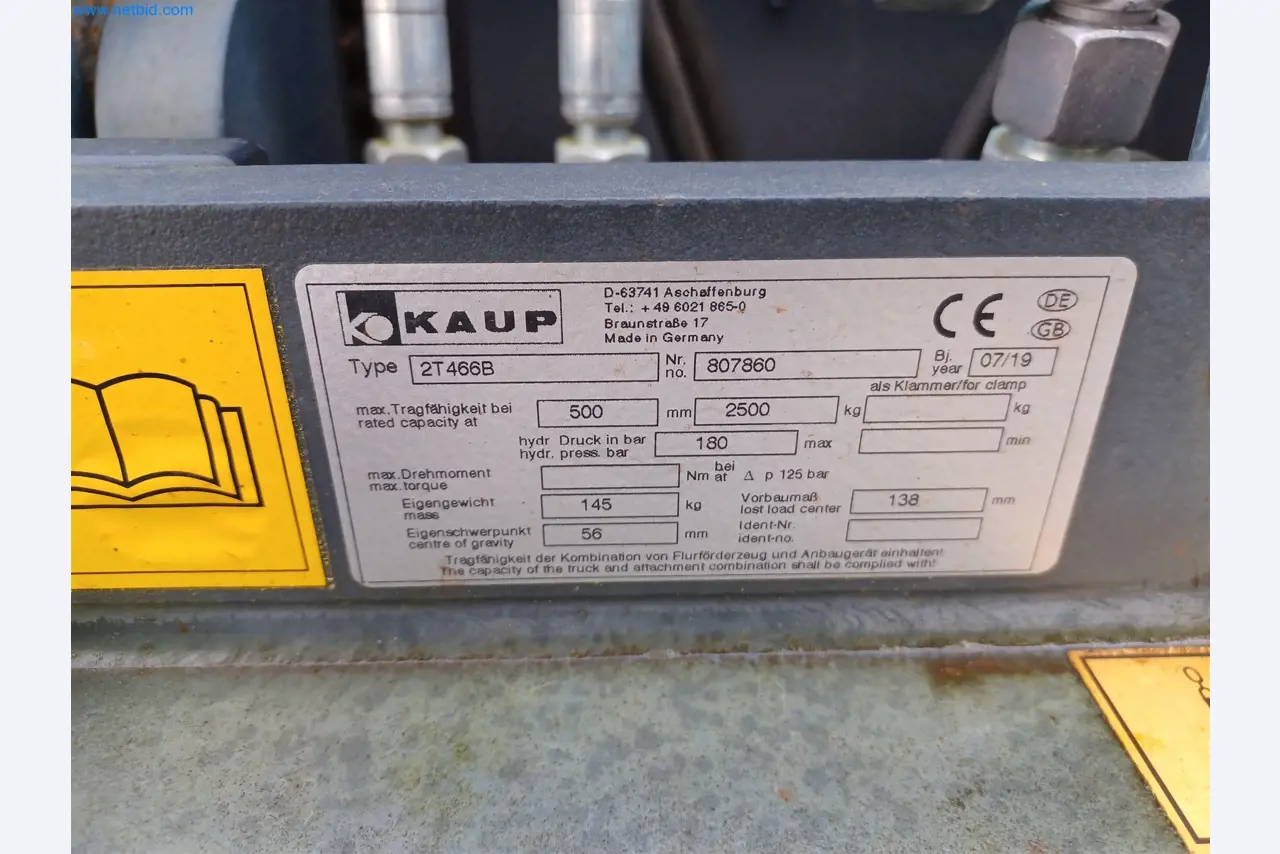 www.netbid.com
KAUP
D-63741 Aschaffenburg
Tel.: +49 6021 865-0
Braunstraße 17
Made in Germany
CE
DE
GB
Type 2T466B Nr. no. 807860 Bj. year 07/19
als Klammer/for clamp
max.Tragfähigkeit bei
rated capacity at 500 mm 2500 kg kg
hydr Druck in bar
hydr. press. bar 180 max min
max.Drehmoment
max.torque Nm bei at Δ p 125 bar
Eigengewicht
mass 145 kg
Vorbaumaß
lost load center 138 mm
Eigenschwerpunkt
centre of gravity 56 mm
Ident-Nr.
ident-no.
Tragfähigkeit der Kombination von Flurförderzeug und Anbaugerät einhalten!
The capacity of the truck and attachment combination shall be complied with!